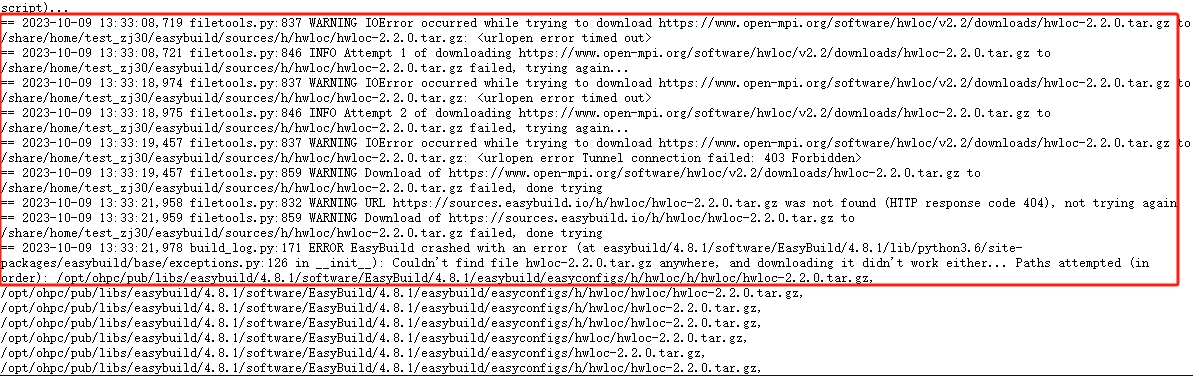 script)...
== 2023-10-09 13:33:08,719 filetools.py:837 WARNING IOError occurred while trying to download https://www.open-mpi.org/software/hwloc/v2.2/downloads/hwloc-2.2.0.tar.gz to
/share/home/test_zj30/easybuild/sources/h/hwloc/hwloc-2.2.0.tar.gz: <urlopen error timed out>
== 2023-10-09 13:33:08,721 filetools.py:846 INFO Attempt 1 of downloading https://www.open-mpi.org/software/hwloc/v2.2/downloads/hwloc-2.2.0.tar.gz to
/share/home/test_zj30/easybuild/sources/h/hwloc/hwloc-2.2.0.tar.gz failed, trying again...
== 2023-10-09 13:33:18,974 filetools.py:837 WARNING IOError occurred while trying to download https://www.open-mpi.org/software/hwloc/v2.2/downloads/hwloc-2.2.0.tar.gz to
/share/home/test_zj30/easybuild/sources/h/hwloc/hwloc-2.2.0.tar.gz: <urlopen error timed out>
== 2023-10-09 13:33:18,975 filetools.py:846 INFO Attempt 2 of downloading https://www.open-mpi.org/software/hwloc/v2.2/downloads/hwloc-2.2.0.tar.gz to
/share/home/test_zj30/easybuild/sources/h/hwloc/hwloc-2.2.0.tar.gz failed, trying again...
== 2023-10-09 13:33:19,457 filetools.py:837 WARNING IOError occurred while trying to download https://www.open-mpi.org/software/hwloc/v2.2/downloads/hwloc-2.2.0.tar.gz to
/share/home/test_zj30/easybuild/sources/h/hwloc/hwloc-2.2.0.tar.gz: <urlopen error Tunnel connection failed: 403 Forbidden>
== 2023-10-09 13:33:19,457 filetools.py:859 WARNING Download of https://www.open-mpi.org/software/hwloc/v2.2/downloads/hwloc-2.2.0.tar.gz to
/share/home/test_zj30/easybuild/sources/h/hwloc/hwloc-2.2.0.tar.gz failed, done trying
== 2023-10-09 13:33:21,958 filetools.py:832 WARNING URL https://sources.easybuild.io/h/hwloc/hwloc-2.2.0.tar.gz was not found (HTTP response code 404), not trying again
== 2023-10-09 13:33:21,959 filetools.py:859 WARNING Download of https://sources.easybuild.io/h/hwloc/hwloc-2.2.0.tar.gz to
/share/home/test_zj30/easybuild/sources/h/hwloc/hwloc-2.2.0.tar.gz failed, done trying
== 2023-10-09 13:33:21,978 build_log.py:171 ERROR EasyBuild crashed with an error (at easybuild/4.8.1/software/EasyBuild/4.8.1/lib/python3.6/site-
packages/easybuild/base/exceptions.py:126 in __init__): Couldn't find file hwloc-2.2.0.tar.gz anywhere, and downloading it didn't work either... Paths attempted (in
order): /opt/ohpc/pub/libs/easybuild/4.8.1/software/EasyBuild/4.8.1/easybuild/easyconfigs/h/hwloc/h/hwloc/hwloc-2.2.0.tar.gz,
/opt/ohpc/pub/libs/easybuild/4.8.1/software/EasyBuild/4.8.1/easybuild/easyconfigs/h/hwloc/hwloc/hwloc-2.2.0.tar.gz,
/opt/ohpc/pub/libs/easybuild/4.8.1/software/EasyBuild/4.8.1/easybuild/easyconfigs/h/hwloc/hwloc-2.2.0.tar.gz,
/opt/ohpc/pub/libs/easybuild/4.8.1/software/EasyBuild/4.8.1/easybuild/easyconfigs/h/hwloc/hwloc-2.2.0.tar.gz,
/opt/ohpc/pub/libs/easybuild/4.8.1/software/EasyBuild/4.8.1/easybuild/easyconfigs/h/hwloc/hwloc-2.2.0.tar.gz,
/opt/ohpc/pub/libs/easybuild/4.8.1/software/EasyBuild/4.8.1/easybuild/easyconfigs/h/hwloc-2.2.0.tar.gz,
/opt/ohpc/pub/libs/easybuild/4.8.1/software/EasyBuild/4.8.1/easybuild/easyconfigs/h/hwloc/hwloc-2.2.0.tar.gz,